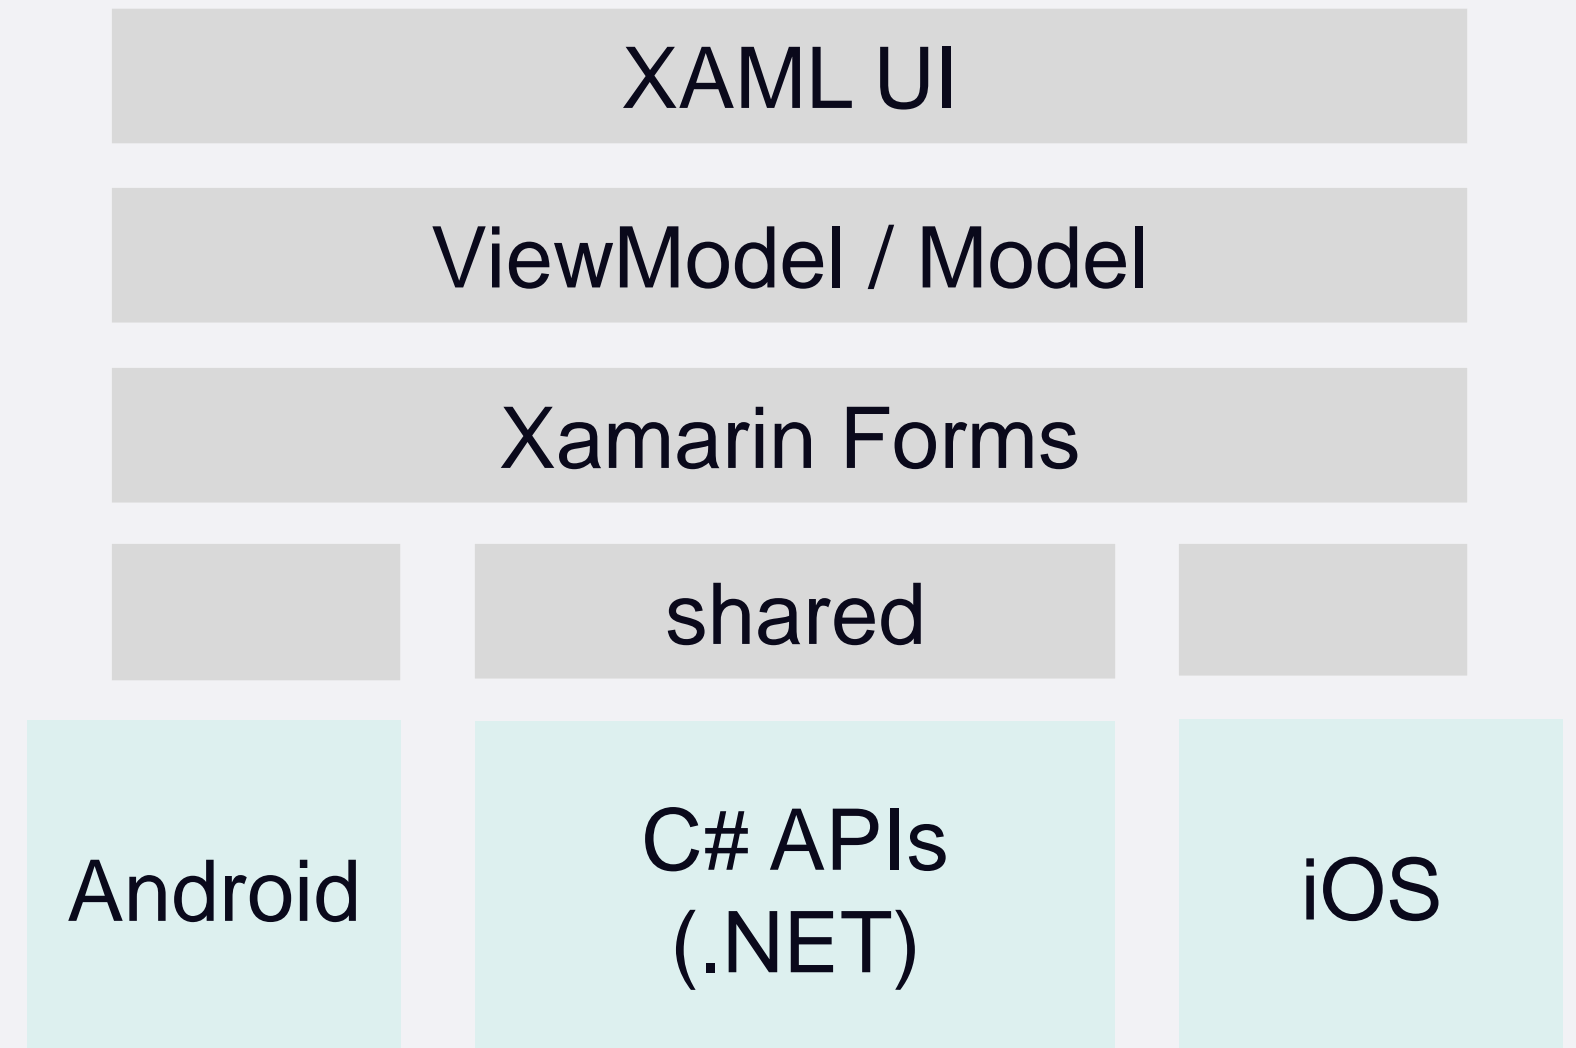 XAML UI
ViewModel / Model
Xamarin Forms
shared
Android
C# APIs
(.NET)
iOS